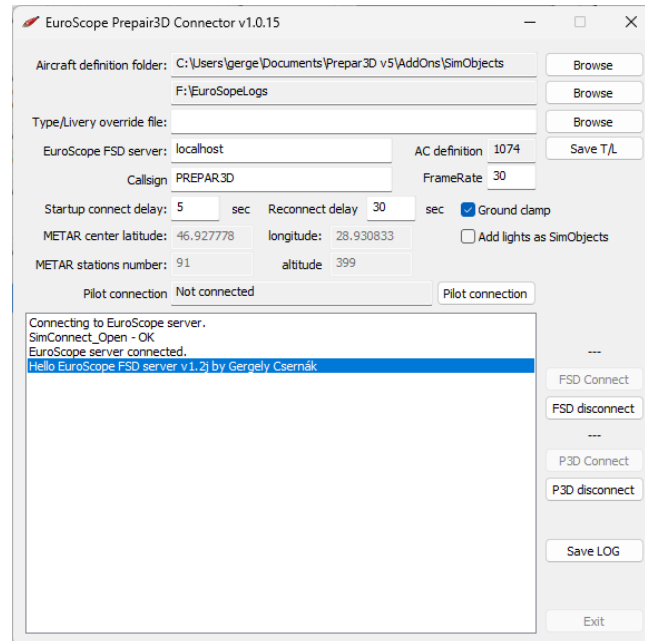 EuroScope Prepair3D Connector v1.0.15
Aircraft definition folder: C:\Users\gerge\Documents\Prepar3D v5\AddOns\SimObjects Browse
F:\EuroSopeLogs Browse
Type/Livery override file: Browse
EuroScope FSD server: localhost AC definition 1074 Save T/L
Callsign PREPAR3D FrameRate 30
Startup connect delay: 5 sec Reconnect delay 30 sec Ground clamp
METAR center latitude: 46.927778 longitude: 28.930833 Add lights as SimObjects
METAR stations number: 91 altitude 399
Pilot connection Not connected Pilot connection
Connecting to EuroScope server.
SimConnect_Open - OK
EuroScope server connected.
Hello EuroScope FSD server v1.2j by Gergely Csernák
---
FSD Connect
FSD disconnect
---
P3D Connect
P3D disconnect
Save LOG
Exit